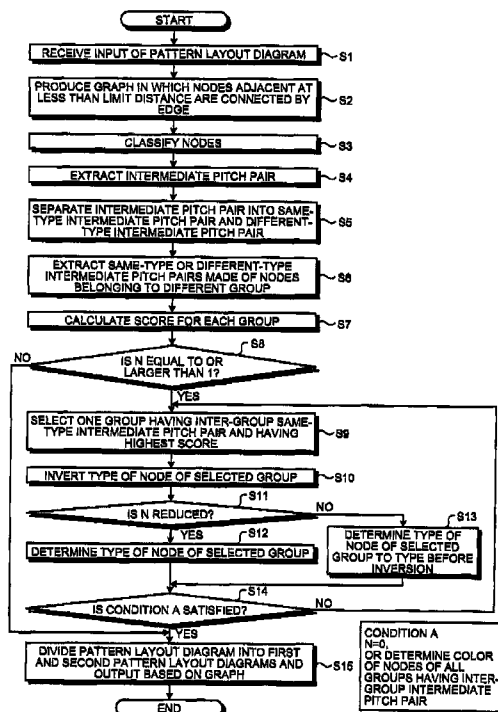 START
RECEIVE INPUT OF PATTERN LAYOUT DIAGRAM
S1
PRODUCE GRAPH IN WHICH NODES ADJACENT AT
LESS THAN LIMIT DISTANCE ARE CONNECTED BY
EDGE
S2
CLASSIFY NODES
S3
EXTRACT INTERMEDIATE PITCH PAIR
S4
SEPARATE INTERMEDIATE PITCH PAIR INTO SAME-
TYPE INTERMEDIATE PITCH PAIR AND DIFFERENT-
TYPE INTERMEDIATE PITCH PAIR
S5
EXTRACT SAME-TYPE OR DIFFERENT-TYPE
INTERMEDIATE PITCH PAIRS MADE OF NODES
BELONGING TO DIFFERENT GROUP
S6
CALCULATE SCORE FOR EACH GROUP
S7
S8
NO
IS N EQUAL TO OR
LARGER THAN 1?
YES
SELECT ONE GROUP HAVING INTER-GROUP SAME-
TYPE INTERMEDIATE PITCH PAIR AND HAVING
HIGHEST SCORE
S9
INVERT TYPE OF NODE OF SELECTED GROUP
S10
S11
IS N REDUCED?
NO
YES
S12
S13
DETERMINE TYPE OF NODE OF SELECTED GROUP
DETERMINE TYPE OF
NODE OF SELECTED
GROUP TO TYPE BEFORE
INVERSION
S14
IS CONDITION A SATISFIED?
NO
YES
DIVIDE PATTERN LAYOUT DIAGRAM INTO FIRST
AND SECOND PATTERN LAYOUT DIAGRAMS AND
OUTPUT BASED ON GRAPH
S15
END
CONDITION A
N=0,
OR DETERMINE COLOR
OF NODES OF ALL
GROUPS HAVING INTER-
GROUP INTERMEDIATE
PITCH PAIR